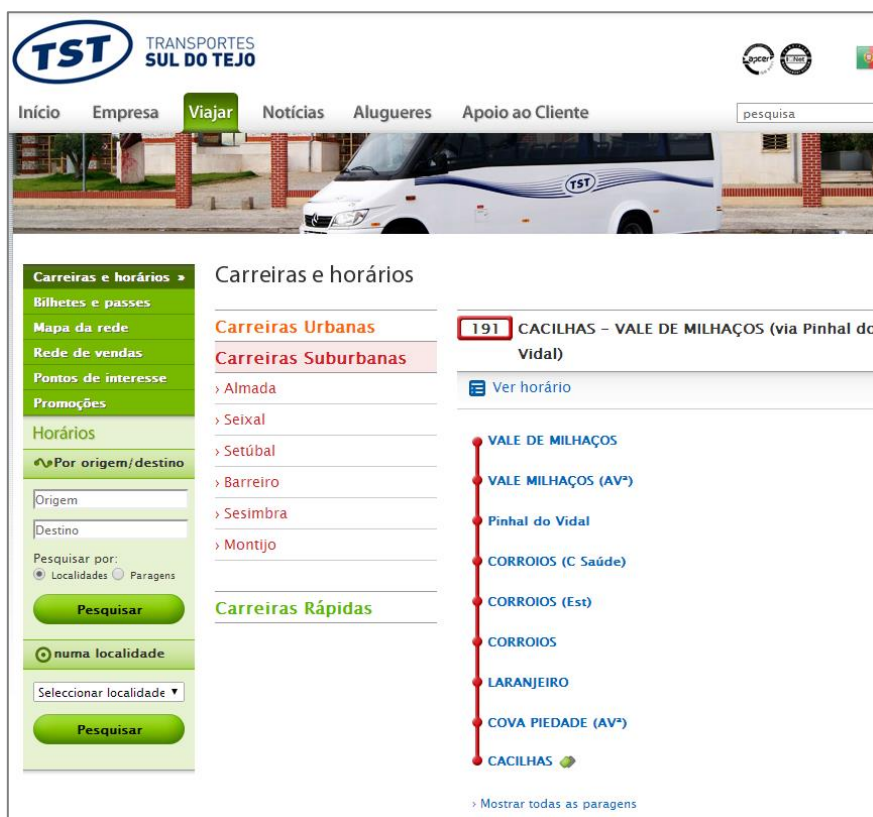 TST
TRANSPORTES
SUL DO TEJO
apcer
Início
Empresa
Viajar
Notícias
Alugueres
Apoio ao Cliente
pesquisa
TST
Carreiras e horários »
Bilhetes e passes
Mapa da rede
Rede de vendas
Pontos de interesse
Promoções
Horários
Por origem/destino
Origem
Destino
Pesquisar por:
Localidades Paragens
Pesquisar
numa localidade
Seleccionar localidade
Pesquisar
Carreiras e horários
Carreiras Urbanas
Carreiras Suburbanas
› Almada
› Seixal
› Setúbal
› Barreiro
› Sesimbra
› Montijo
Carreiras Rápidas
191 CACILHAS – VALE DE MILHAÇOS (via Pinhal do
Vidal)
Ver horário
VALE DE MILHAÇOS
VALE MILHAÇOS (AVª)
Pinhal do Vidal
CORROIOS (C Saúde)
CORROIOS (Est)
CORROIOS
LARANJEIRO
COVA PIEDADE (AVª)
CACILHAS
› Mostrar todas as paragens